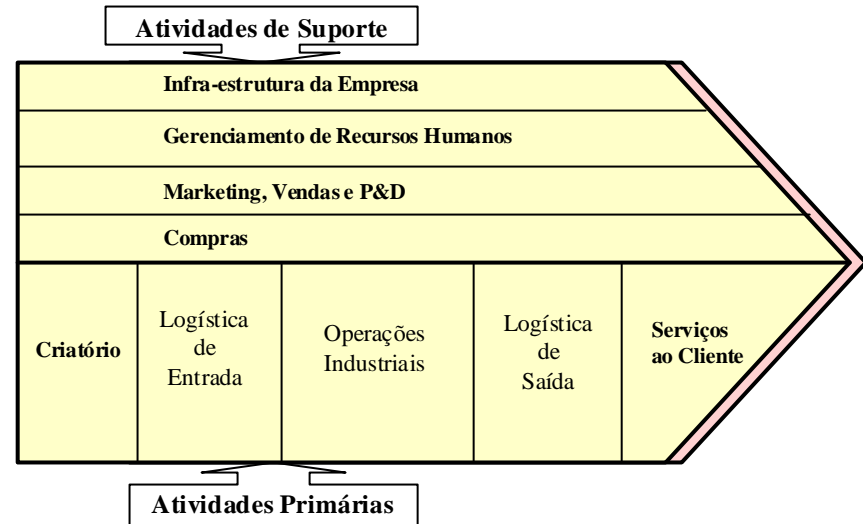 Atividades de Suporte
Infra-estrutura da Empresa
Gerenciamento de Recursos Humanos
Marketing, Vendas e P&D
Compras
Criatório
Logística
de
Entrada
Operações
Industriais
Logística
de
Saída
Serviços
ao Cliente
Atividades Primárias